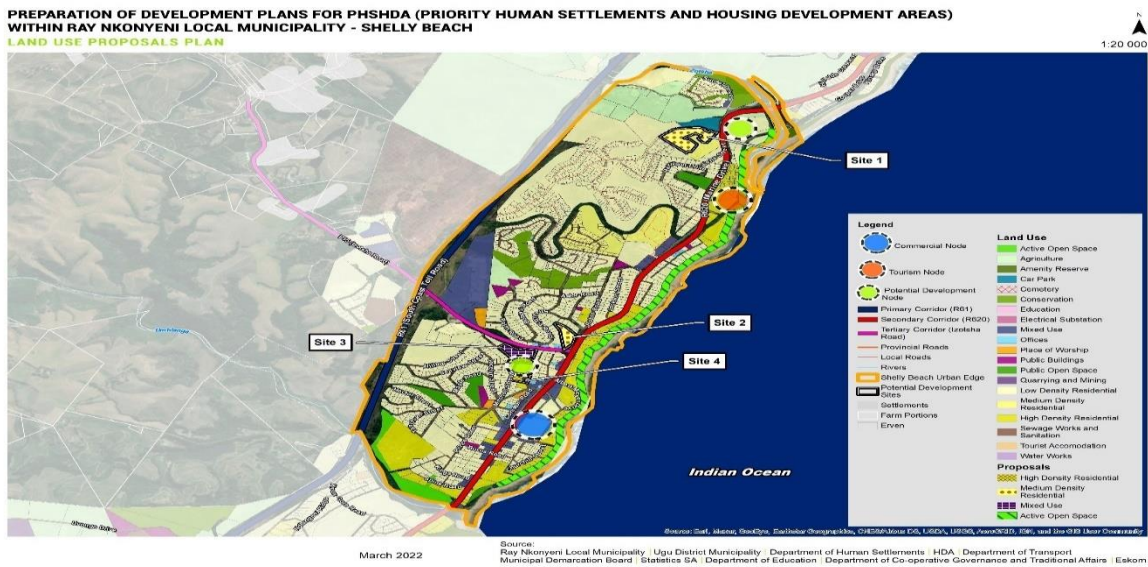 PREPARATION OF DEVELOPMENT PLANS FOR PHSHDA (PRIORITY HUMAN SETTLEMENTS AND HOUSING DEVELOPMENT AREAS)
WITHIN RAY NKONYENI LOCAL MUNICIPALITY - SHELLY BEACH
LAND USE PROPOSALS PLAN
1:20 000
Site 1
Site 2
Site 3
Site 4
Indian Ocean
Legend
Commercial Node
Tourism Node
Potential Development
Node
Primary Corridor (R61)
Secondary Corridor (R620)
Tertiary Corridor (Izotsha
Road)
Provincial Roads
Local Roads
Rivers
Shelly Beach Urban Edge
Potential Development
Sites
Settlements
Farm Portions
Erven
Land Use
Active Open Space
Agriculture
Amenity Reserve
Car Park
Cemetery
Conservation
Education
Electrical Substation
Mixed Use
Offices
Place of Worship
Public Buildings
Public Open Space
Quarrying and Mining
Low Density Residential
Medium Density
Residential
High Density Residential
Sewage Works and
Sanitation
Tourist Accomodation
Water Works
Proposals
High Density Residential
Medium Density
Residential
Mixed Use
Active Open Space
March 2022
Source:
Ray Nkonyeni Local Municipality | Ugu District Municipality | Department of Human Settlements | HDA | Department of Transport
Municipal Demarcation Board | Statistics SA | Department of Education | Department of Co-operative Governance and Traditional Affairs | Eskom